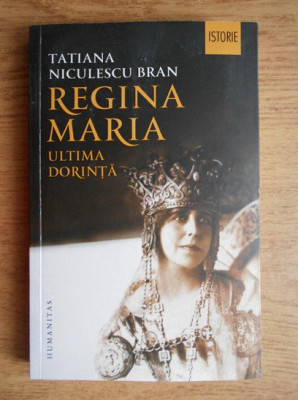 ISTORIE
TATIANA
NICULESCU BRAN
REGINA
MARIA
ULTIMA
DORINȚĂ
HUMANITAS